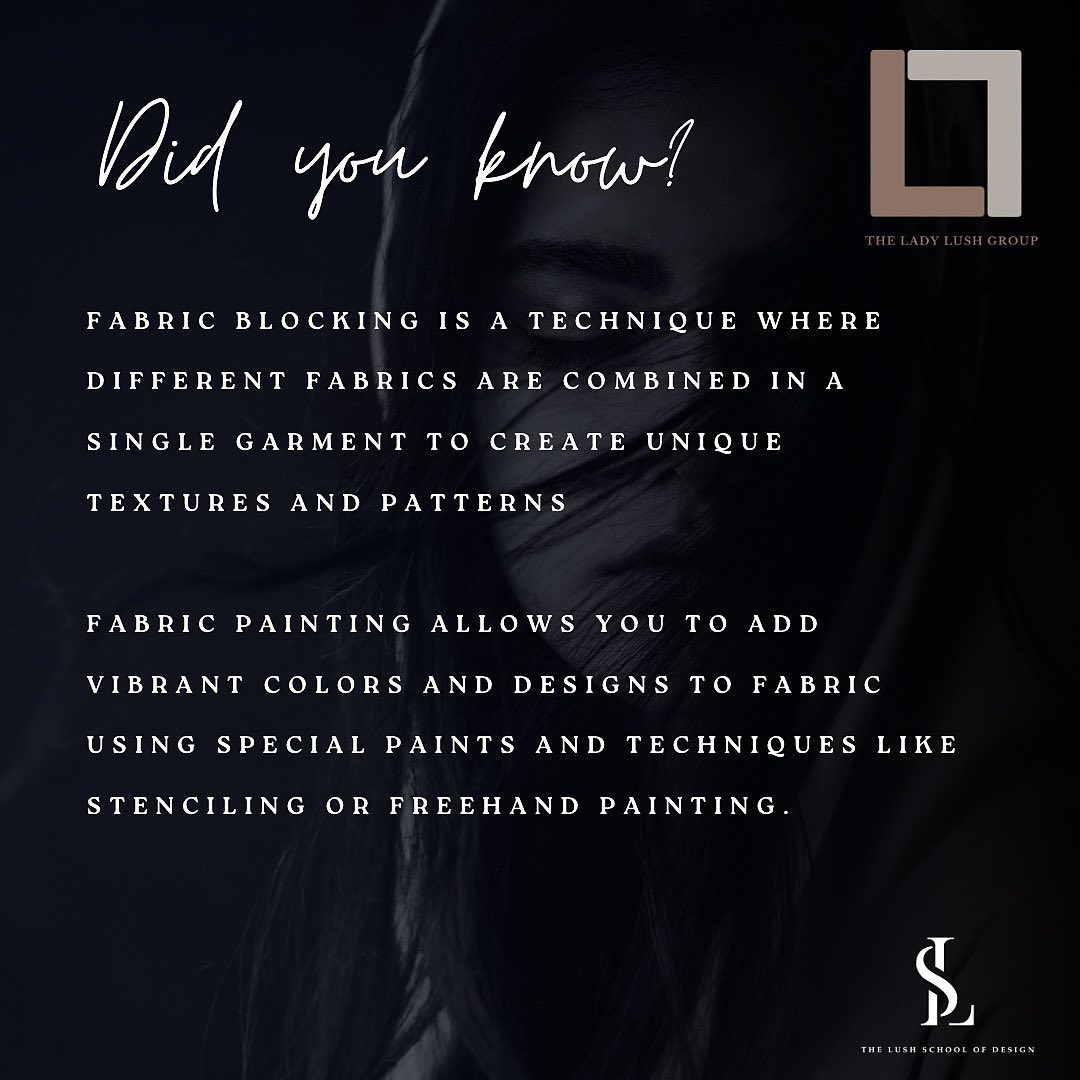 Did you know?
THE LADY LUSH GROUP
FABRIC BLOCKING IS A TECHNIQUE WHERE
DIFFERENT FABRICS ARE COMBINED IN A
SINGLE GARMENT TO CREATE UNIQUE
TEXTURES AND PATTERNS
FABRIC PAINTING ALLOWS YOU TO ADD
VIBRANT COLORS AND DESIGNS TO FABRIC
USING SPECIAL PAINTS AND TECHNIQUES LIKE
STENCILING OR FREEHAND PAINTING.
SL
THE LUSH SCHOOL OF DESIGN